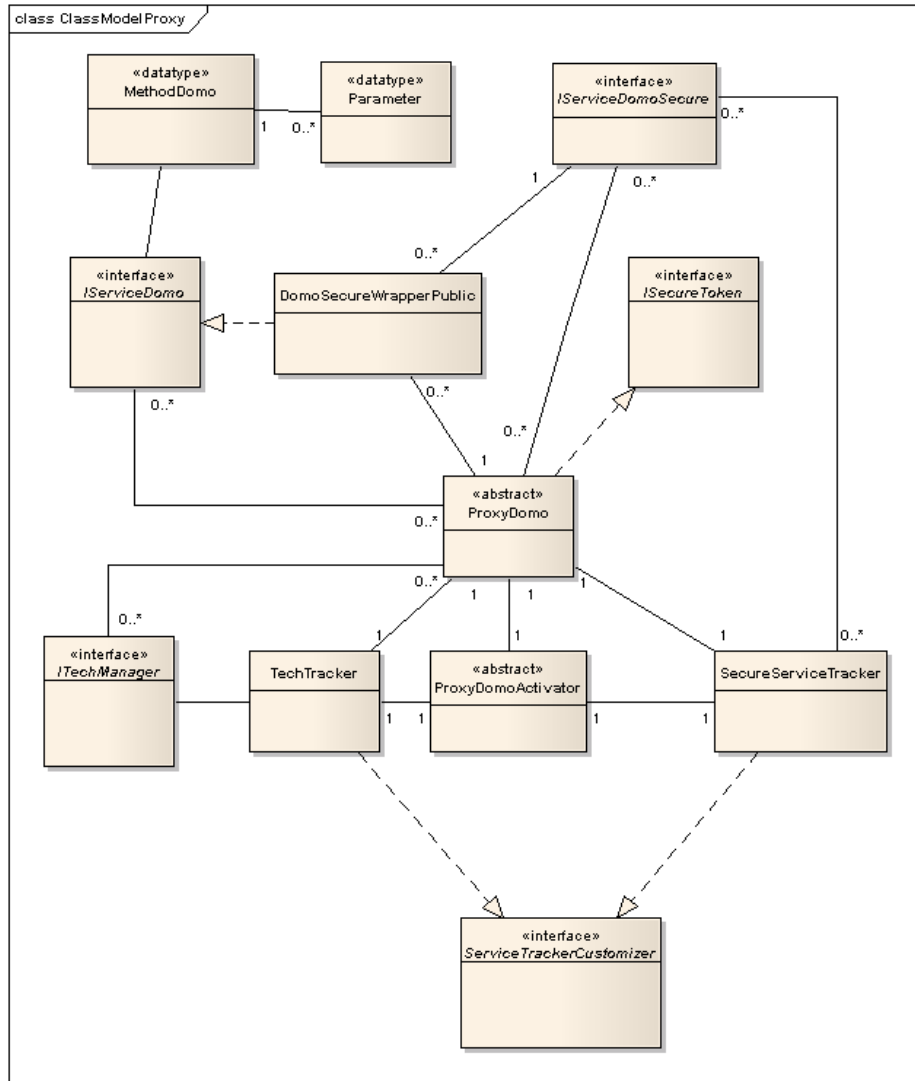 class ClassModelProxy
«datatype»
MethodDomo
«datatype»
Parameter
«interface»
IServiceDomoSecure
1
0..*
0..*
1
0..*
0..*
«interface»
IServiceDomo
DomoSecureWrapperPublic
«interface»
ISecureToken
0..*
0..*
0..*
1
«abstract»
ProxyDomo
0..*
0..*
1
1
1
0..*
1
1
1
0..*
«interface»
ITechManager
TechTracker
«abstract»
ProxyDomoActivator
SecureServiceTracker
1
1
1
1
«interface»
ServiceTrackerCustomizer